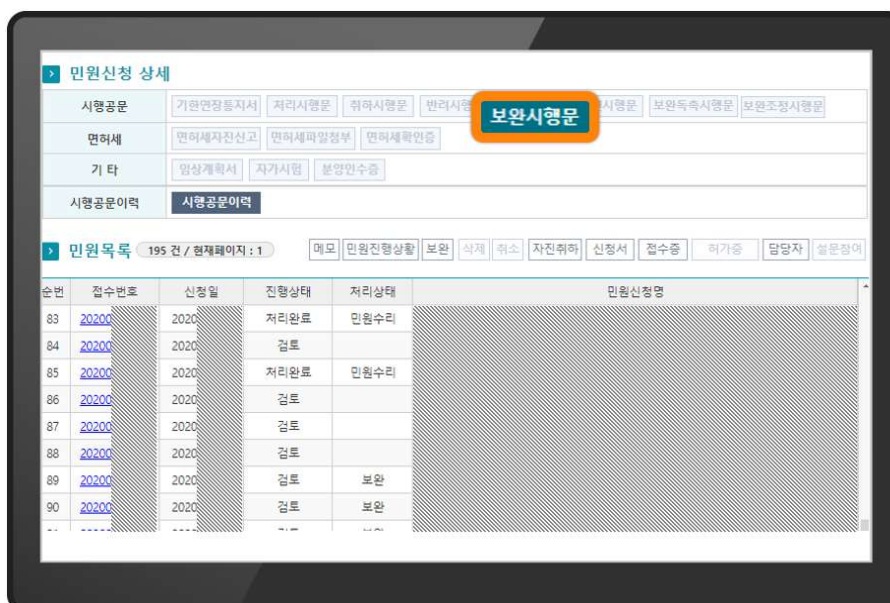 민원신청 상세
시행공문 기한연장통지서 처리시행문 취하시행문 반려시행 보완시행문 시행문 보완독촉시행문 보완조정시행문
면허세 면허세자진신고 면허세파일첨부 면허세확인증
기 타 임상계획서 자가시험 분영인수증
시행공문이력 시행공문이력
민원목록 195 건 / 현재페이지 : 1 메모 민원진행상황 보완 삭제 취소 자진취하 신청서 접수증 허가증 담당자 설문참여
순번 접수번호 신청일 진행상태 처리상태 민원신청명
83 20200 2020 처리완료 민원수리
84 20200 2020 검토
85 20200 2020 처리완료 민원수리
86 20200 2020 검토
87 20200 2020 검토
88 20200 2020 검토
89 20200 2020 검토 보완
90 20200 2020 검토 보완